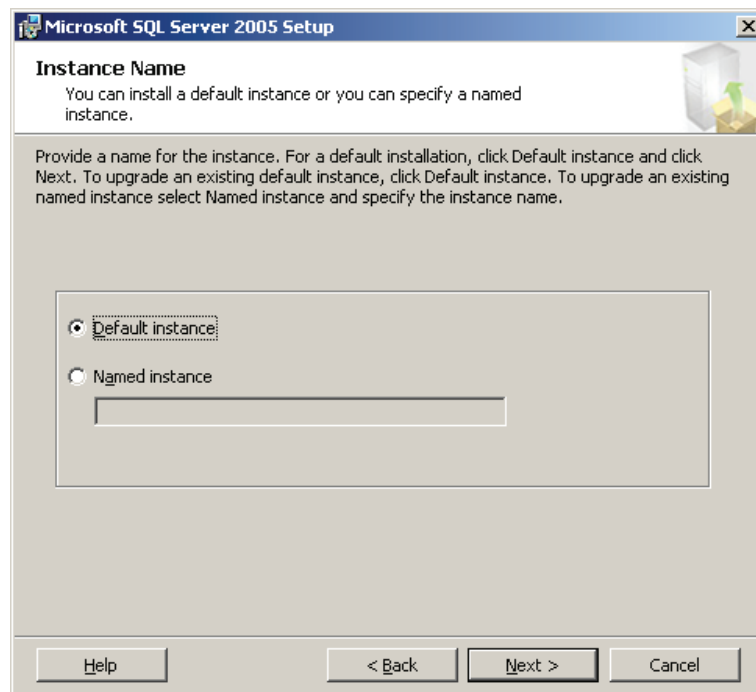 Microsoft SQL Server 2005 Setup
Instance Name
You can install a default instance or you can specify a named
instance.
Provide a name for the instance. For a default installation, click Default instance and click
Next. To upgrade an existing default instance, click Default instance. To upgrade an existing
named instance select Named instance and specify the instance name.
Default instance
Named instance
Help
< Back
Next >
Cancel